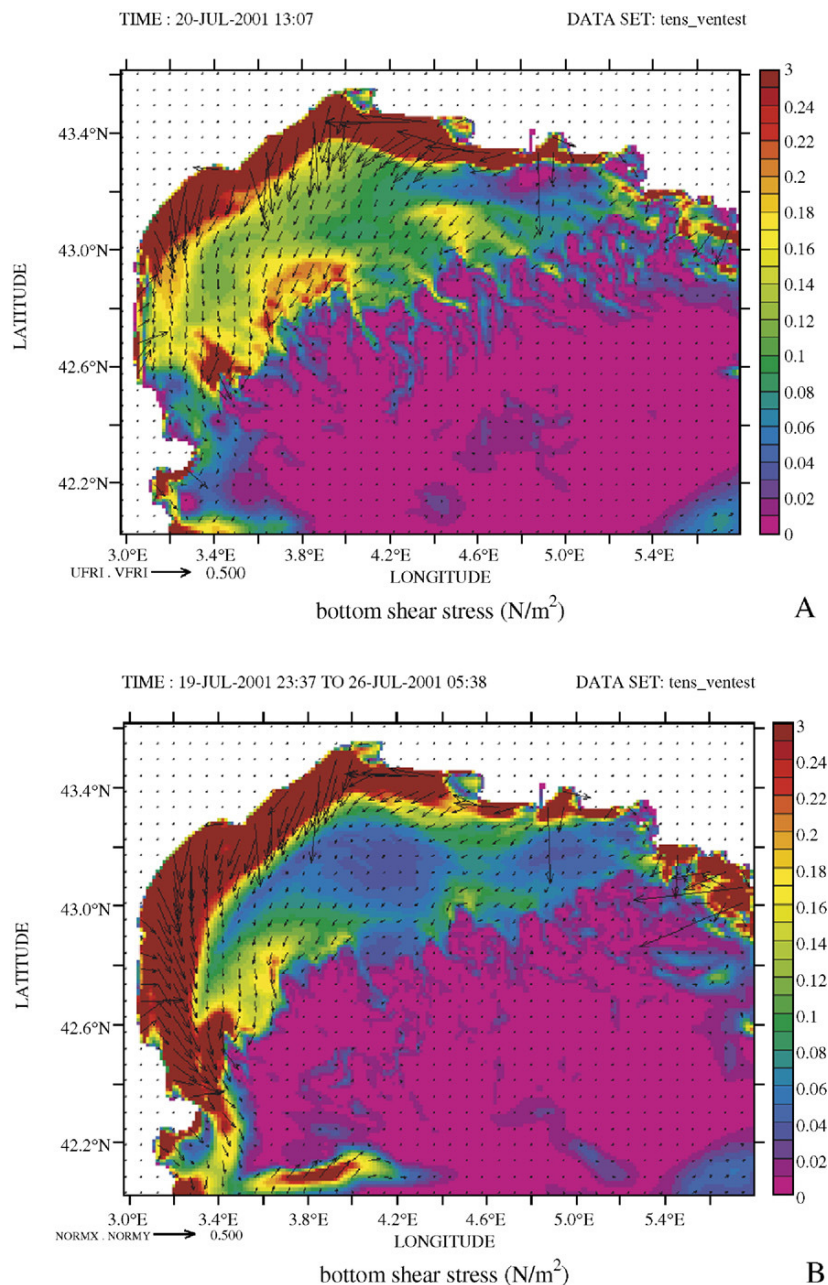 TIME : 20-JUL-2001 13:07 DATA SET: tens_ventest
3
0.24
0.2
0.18
0.16
0.14
0.12
0.1
0.08
0.06
0.04
0.02
0
LATITUDE
43.4°N
43.0°N
42.6°N
42.2°N
3.0°E 3.4°E 3.8°E 4.2°E 4.6°E 5.0°E 5.4°E
UFRI . VFRI 0.500 LONGITUDE
bottom shear stress (N/m²) A
TIME : 19-JUL-2001 23:37 TO 26-JUL-2001 05:38 DATA SET: tens_ventest
3
0.24
0.2
0.18
0.16
0.14
0.12
0.1
0.08
0.06
0.04
0.02
0
LATITUDE
43.4°N
43.0°N
42.6°N
42.2°N
3.0°E 3.4°E 3.8°E 4.2°E 4.6°E 5.0°E 5.4°E
NORMX . NORMY 0.500 LONGITUDE
bottom shear stress (N/m²) B